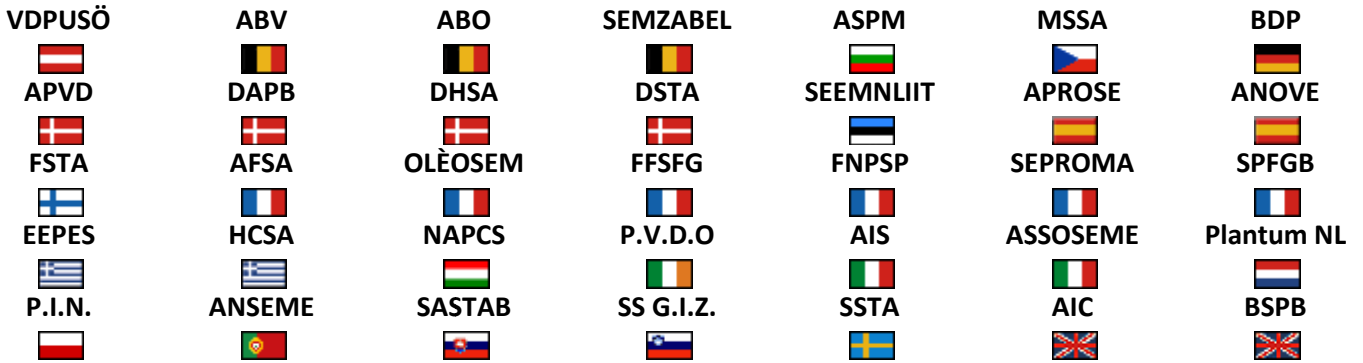 VDPUSÖ ABV ABO SEMZABEL ASPM MSSA BDP
APVD DAPB DHSA DSTA SEEMNLIIT APROSE ANOVE
FSTA AFSA OLÈOSEM FFSFG FNPSP SEPROMA SPFGB
EEPES HCSA NAPCS P.V.D.O AIS ASSOSEME Plantum NL
P.I.N. ANSEME SASTAB SS G.I.Z. SSTA AIC BSPB